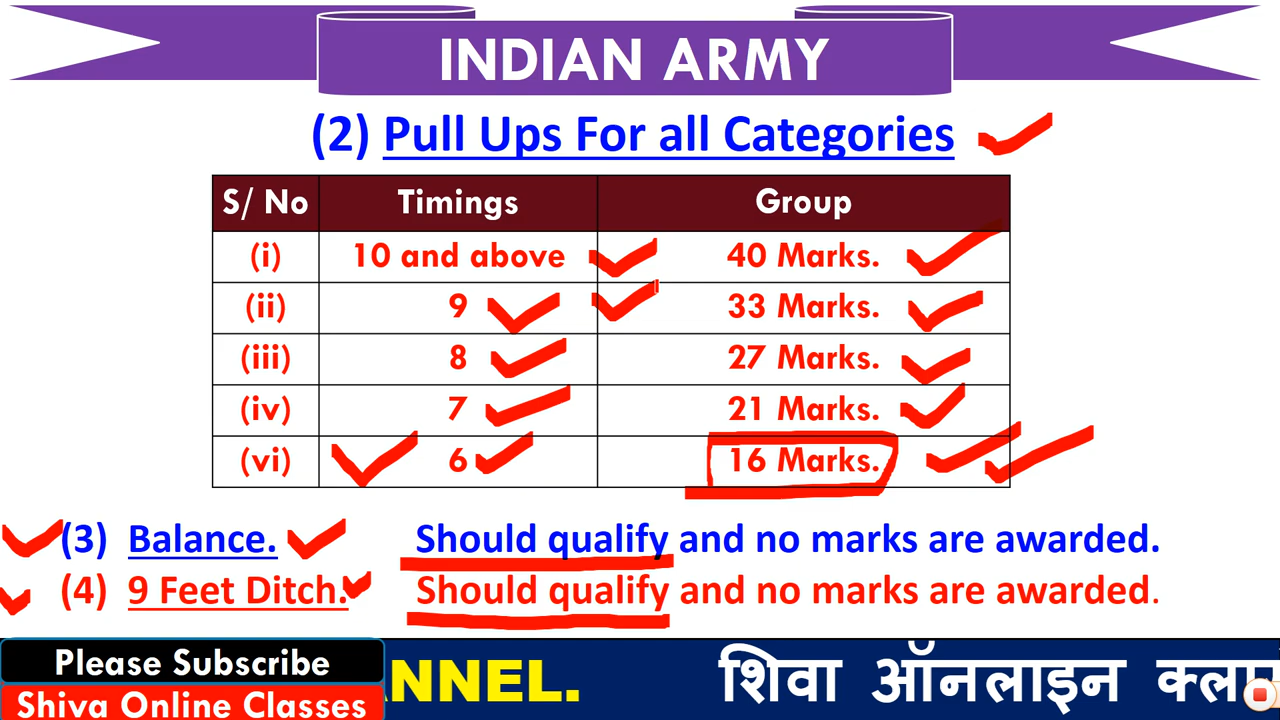 INDIAN ARMY
(2) Pull Ups For all Categories
S/ No Timings Group
(i) 10 and above 40 Marks.
(ii) 9 33 Marks.
(iii) 8 27 Marks.
(iv) 7 21 Marks.
(vi) 6 16 Marks.
(3) Balance. Should qualify and no marks are awarded.
(4) 9 Feet Ditch. Should qualify and no marks are awarded.
Please Subscribe
Shiva Online Classes
शिवा ऑनलाइन